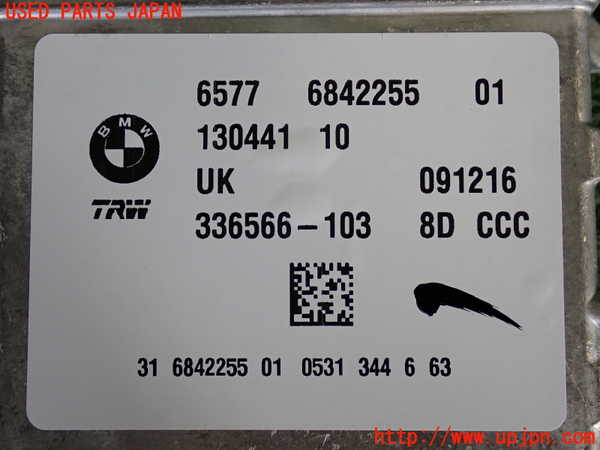 USED PARTS JAPAN
6577 6842255 01
130441 10
BMW
UK 091216
TRW
336566-103 8D CCC
31 6842255 01 0531 344 6 63
UPJ
http://www.upjpn.com